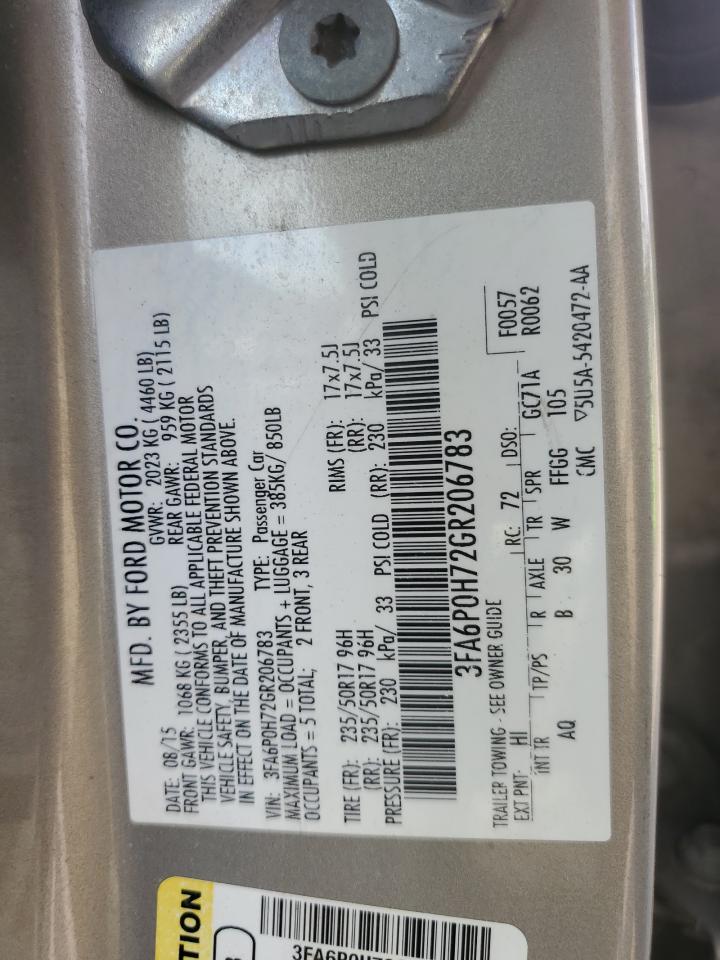 MFD. BY FORD MOTOR CO.
DATE: 08/15 GVWR: 2023 KG ( 4460 LB)
FRONT GAWR: 1068 KG ( 2355 LB) REAR GAWR: 959 KG ( 2115 LB)
THIS VEHICLE CONFORMS TO ALL APPLICABLE FEDERAL MOTOR
VEHICLE SAFETY, BUMPER, AND THEFT PREVENTION STANDARDS
IN EFFECT ON THE DATE OF MANUFACTURE SHOWN ABOVE.
VIN: 3FA6P0H72GR206783 TYPE: Passenger Car
MAXIMUM LOAD = OCCUPANTS + LUGGAGE = 385KG/ 850LB
OCCUPANTS = 5 TOTAL; 2 FRONT, 3 REAR
TIRE (FR): 235/50R17 96H RIMS (FR): 17x7.5J
(RR): 235/50R17 96H (RR): 17x7.5J
PRESSURE (FR): 230 kPa/ 33 PSI COLD (RR): 230 kPa/ 33 PSI COLD
3FA6P0H72GR206783
TRAILER TOWING - SEE OWNER GUIDE F0057
EXT PNT: HI RC: 72 DSO: GC71A R0062
INT TR TP/PS R AXLE TR SPR 105
AQ B 30 W FFGG
CMC ▽5U5A-5420472-AA
TION
3FA6P0H7